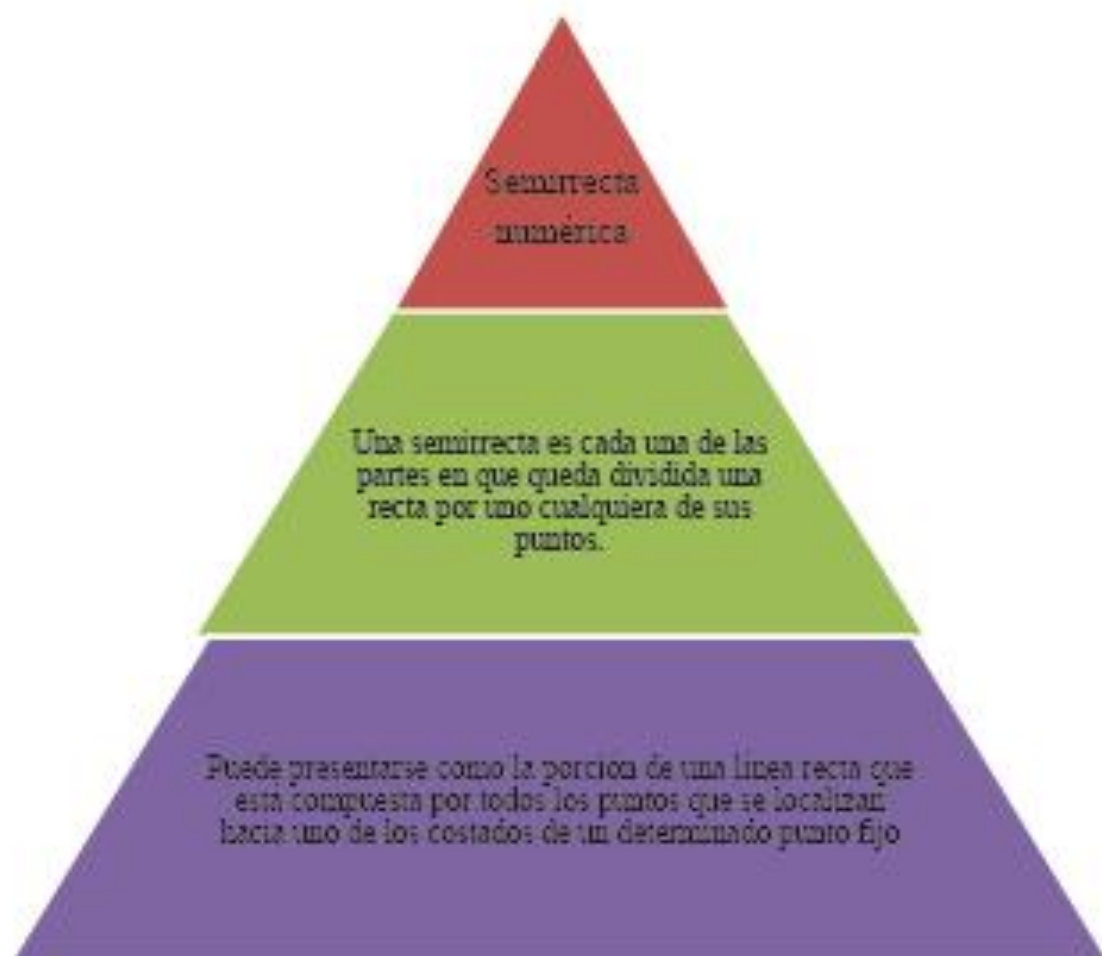 Semirrecta
numérica
Una semirrecta es cada una de las
partes en que queda dividida una
recta por uno cualquiera de sus
puntos.
Puede presentarse como la porción de una línea recta que
está compuesta por todos los puntos que se localizan
hacia uno de los costados de un determinado punto fijo